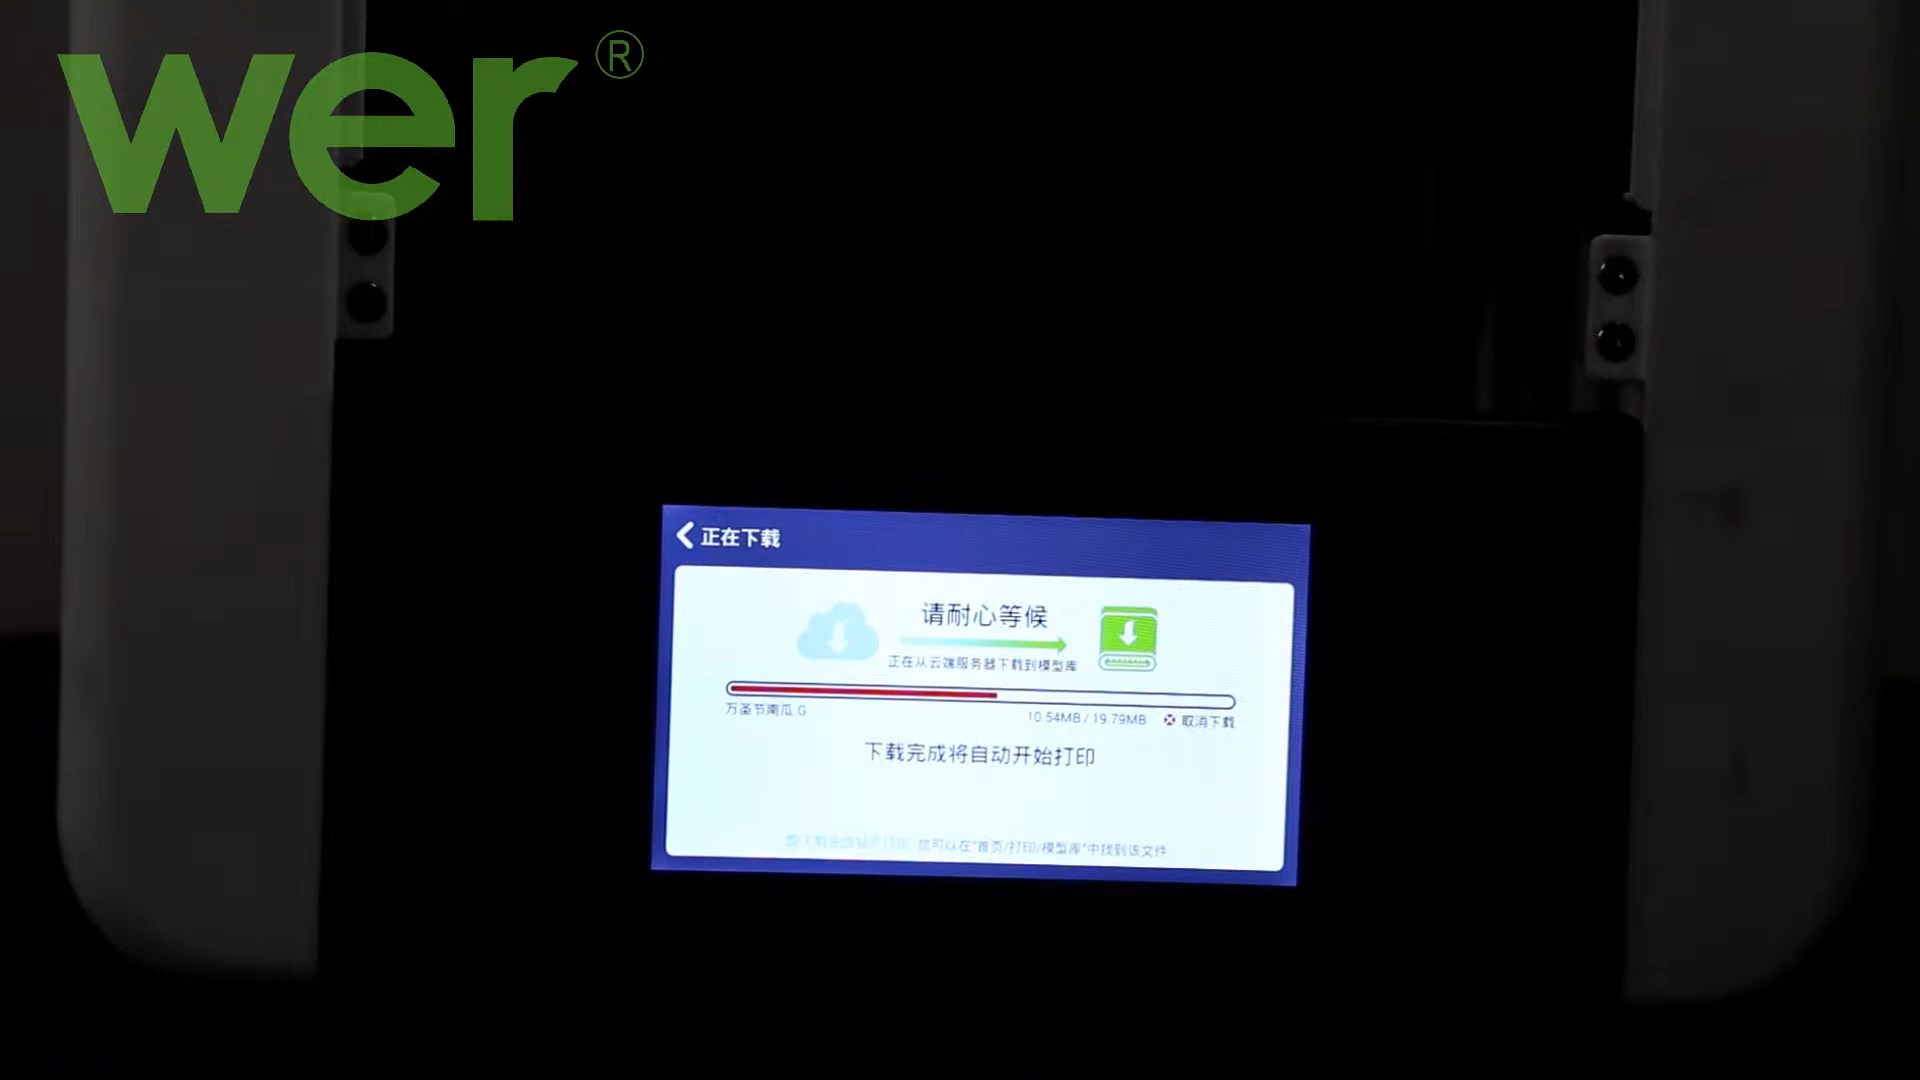 wer®
正在下载
请耐心等候
正在从云端服务器下载到模型库
万圣节南瓜.G
10.54MB / 19.79MB 取消下载
下载完成将自动开始打印
您可以在"首页/打印/模型库"中找到该文件